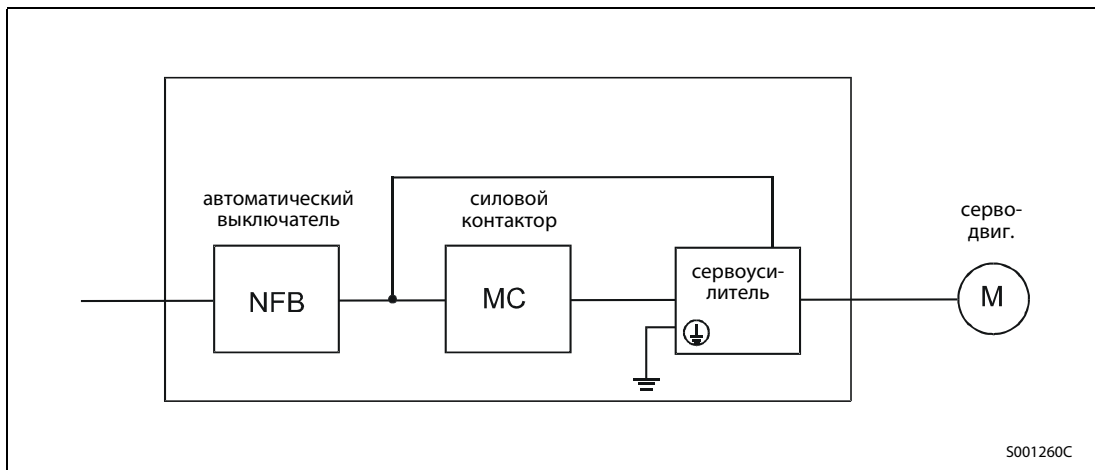 автоматический
выключатель
силовой
контактор
серво-
двиг.
сервоуси-
литель
NFB
MC
M
S001260C